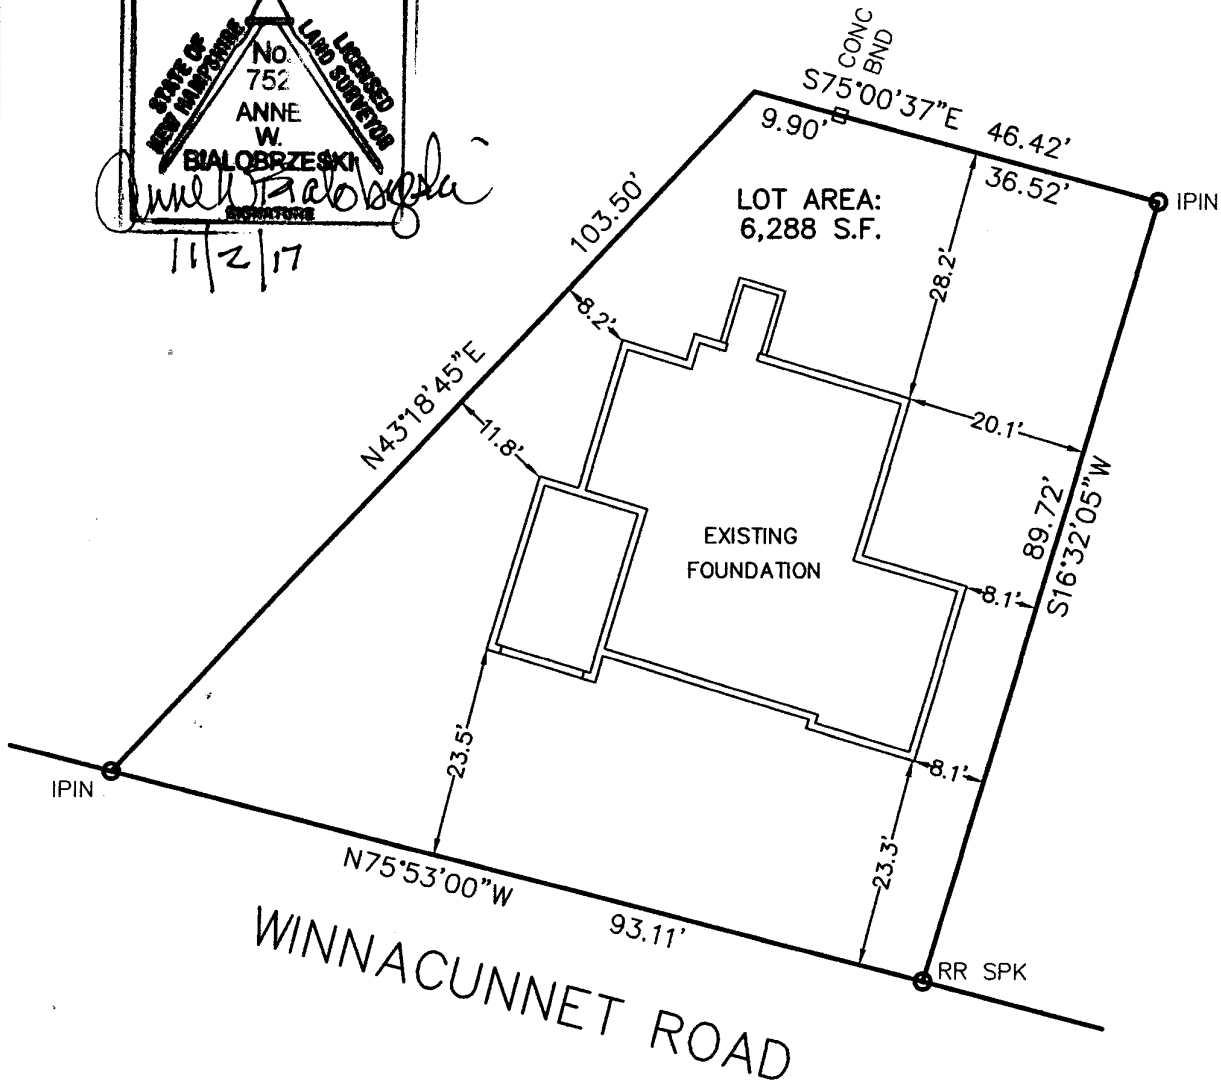 STATE OF
NEW HAMPSHIRE
LICENSED
LAND SURVEYOR
No.
752
ANNE
W.
BIALOBRZESKI
Anne W Bialobrzeski
SIGNATURE
11/2/17
CONC
BND
S75°00'37"E
46.42'
9.90'
36.52'
IPIN
LOT AREA:
6,288 S.F.
103.50'
N43°18'45"E
28.2'
8.2'
11.8'
20.1'
89.72'
S16°32'05"W
EXISTING
FOUNDATION
8.1'
8.1'
23.5'
23.3'
IPIN
N75°53'00"W
93.11'
RR SPK
WINNACUNNET ROAD